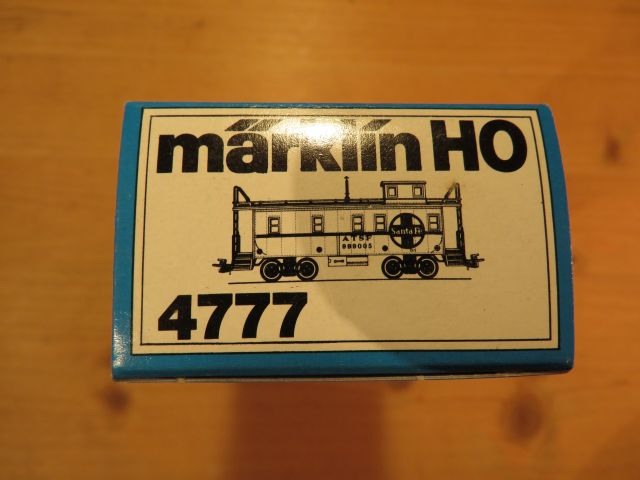 märklin HO
Santa Fe
ATSF
999005
4777